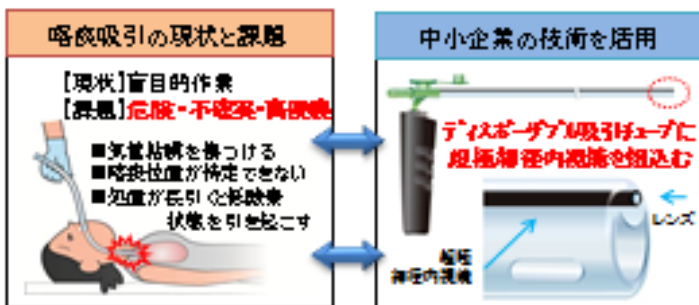 喀痰吸引の現状と課題
【現状】盲目的作業
【課題】危険・不確実・高侵襲
■気管粘膜を傷つける
■喀痰位置が特定できない
■処置が長引くと低酸素
状態を引き起こす
中小企業の技術を活用
ディスポーザブル吸引チューブに
超極細径内視鏡を組込む
レンズ
超極
細径内視鏡